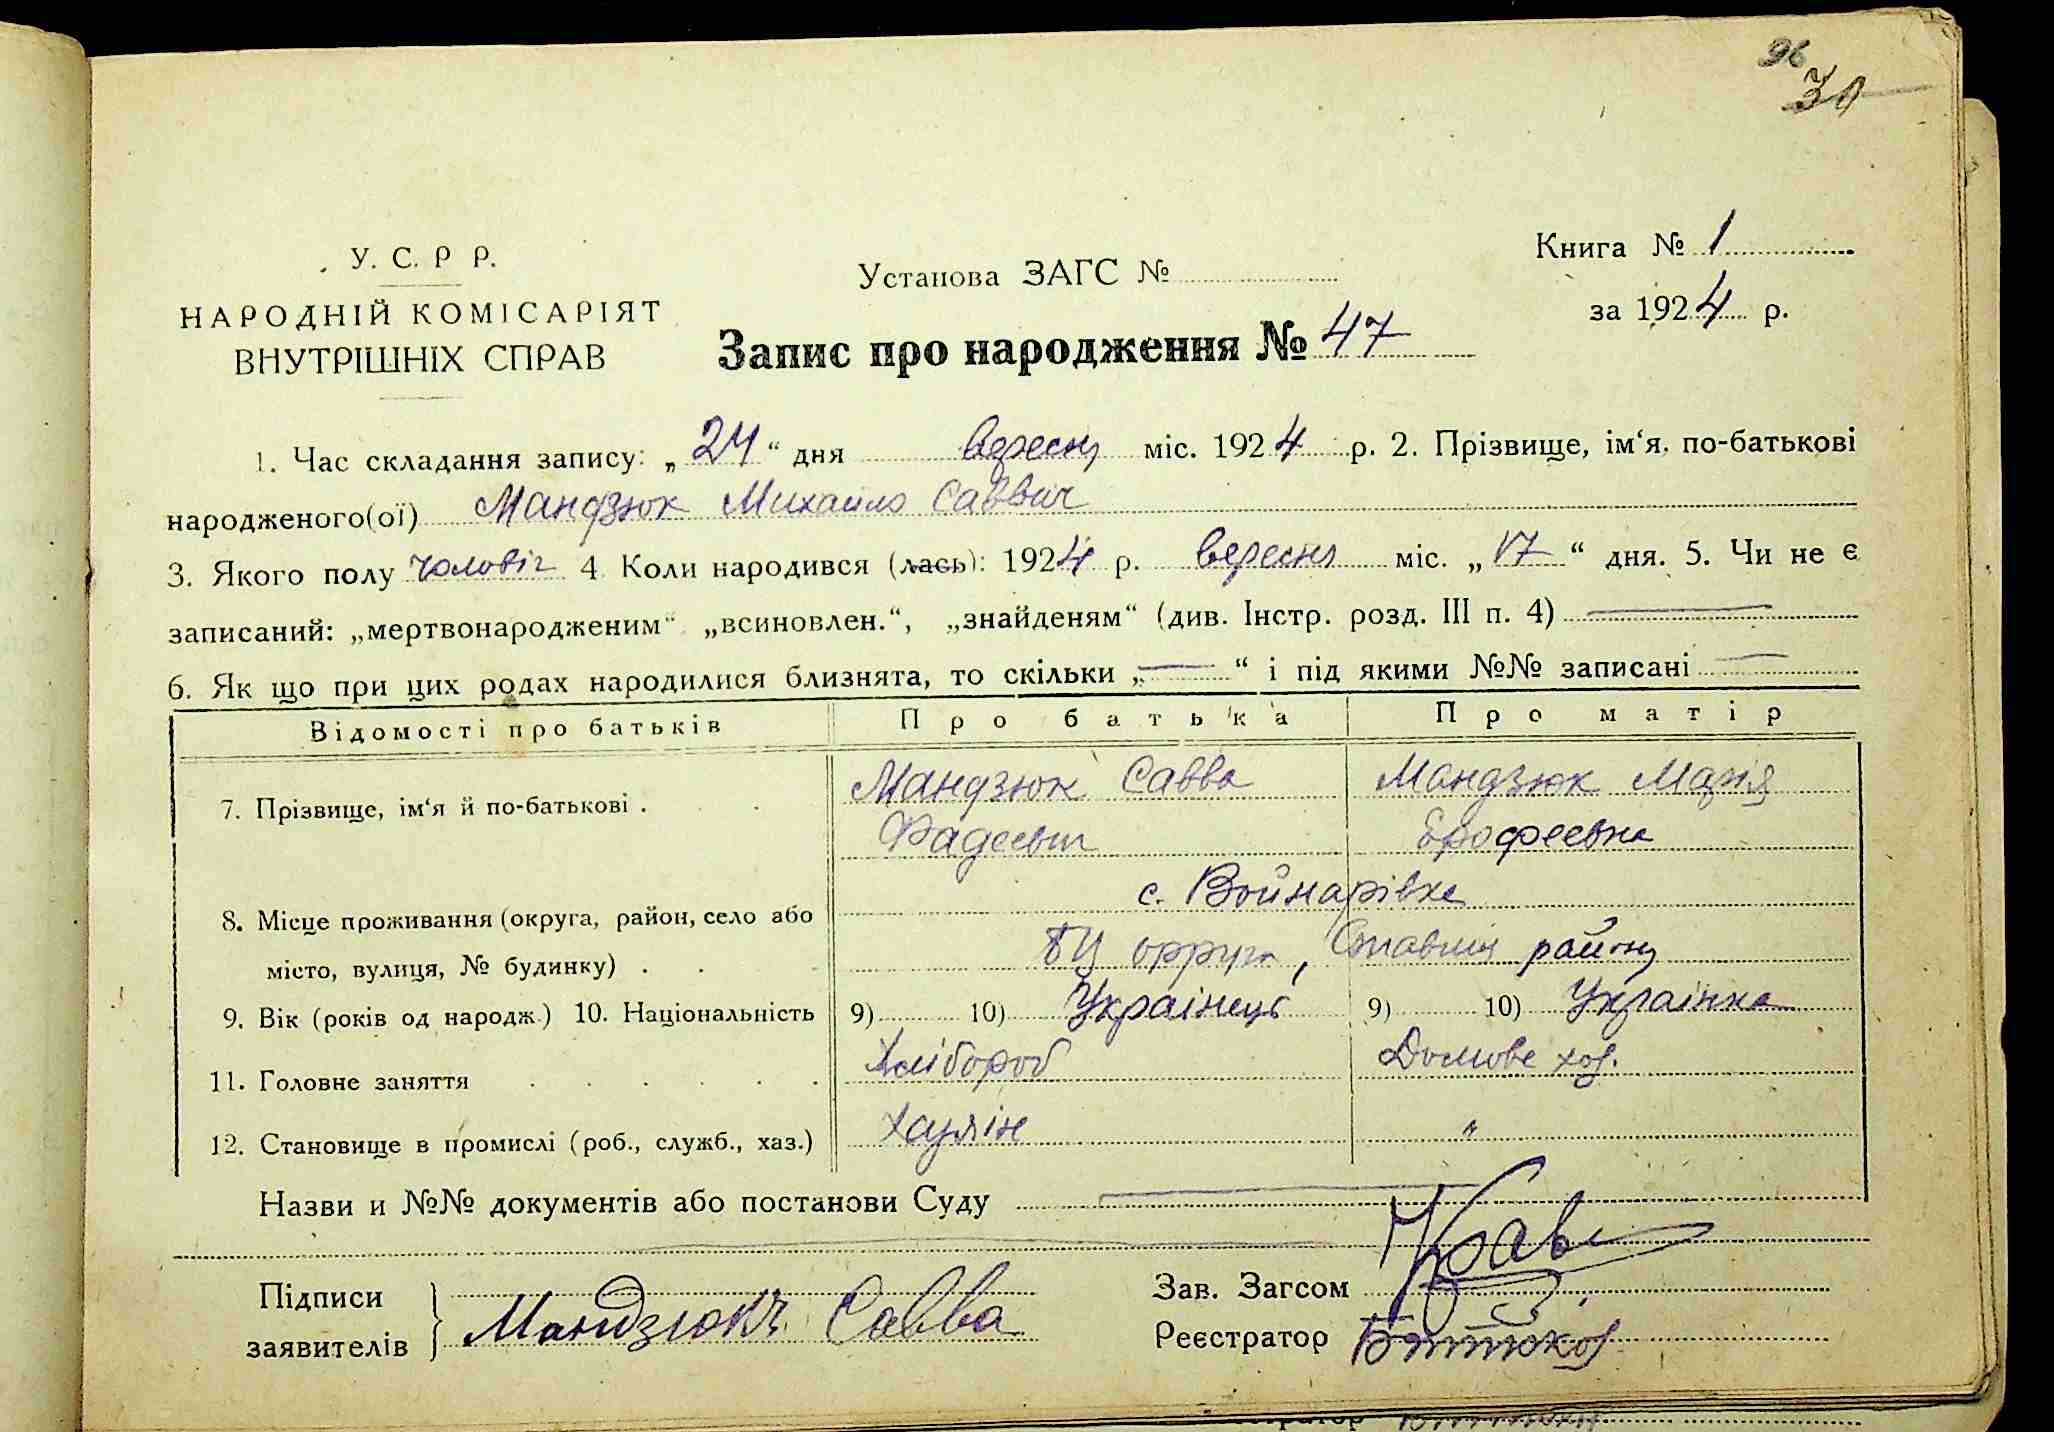 96
30
У. С. Р Р.
НАРОДНІЙ КОМІСАРІЯТ
ВНУТРІШНІХ СПРАВ
Установа ЗАГС №
Книга № 1
за 1924 р.
Запис про народження № 47
1. Час складання запису: „24“ дня вересня міс. 1924 р. 2. Прізвище, ім‘я, по-батькові
народженого(ої) Мандзюк Михайло Саввич
3. Якого полу чоловіч 4 Коли народився (лась): 1924 р. вересня міс. „17“ дня. 5. Чи не є
записаний: „мертвонародженим“ „всиновлен.“, „знайденям“ (див. Інстр. розд. III п. 4)
6. Як що при цих родах народилися близнята, то скільки „—“ і під якими №№ записані —
Відомості про батьків Про батька Про матір
7. Прізвище, ім‘я й по-батькові . Мандзюк Савва Мандзюк Марія
Фадеевич Ерофеевна
с. Войнарівка
8. Місце проживання (округа, район, село або
місто, вулиця, № будинку) . . БЦ округи, район
9. Вік (років од народж.) 10. Національність 9) 10) Українець 9) 10) Українка
11. Головне заняття Хлібороб Домове хоз.
12. Становище в промислі (роб., служб., хаз.) Хазяїн "
Назви и №№ документів або постанови Суду
Підписи
заявителів Мандзюкъ Савва
Зав. Загсом
Реєстратор